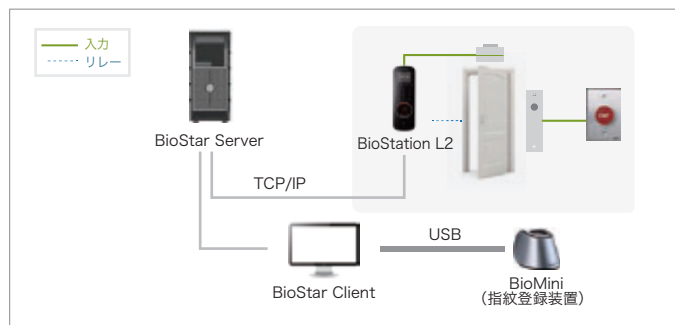 入力
リレー
BioStar Server
BioStation L2
TCP/IP
USB
BioStar Client
BioMini
（指紋登録装置）